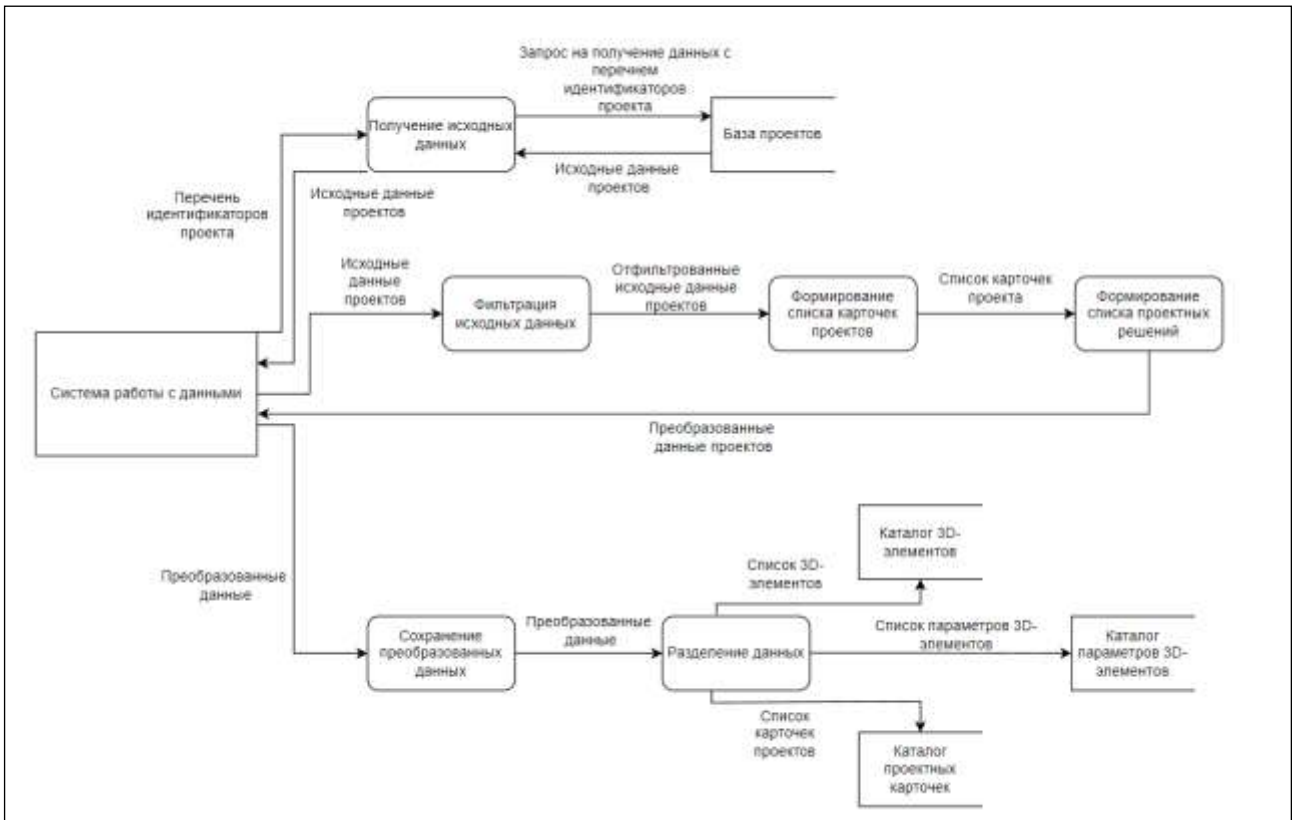 Запрос на получение данных с
перечнем
идентификаторов
проекта
Получение исходных
данных
База проектов
Исходные данные
проектов
Перечень
идентификаторов
проекта
Исходные данные
проектов
Исходные
данные
проектов
Фильтрация
исходных данных
Отфильтрованные
исходные данные
проектов
Формирование
списка карточек
проектов
Список карточек
проекта
Формирование
списка проектных
решений
Система работы с данными
Преобразованные
данные проектов
Каталог 3D-
элементов
Список 3D-
элементов
Преобразованные
данные
Сохранение
преобразованных
данных
Преобразованные
данные
Разделение данных
Список параметров 3D-
элементов
Каталог
параметров 3D-
элементов
Список
карточек
проектов
Каталог
проектных
карточек